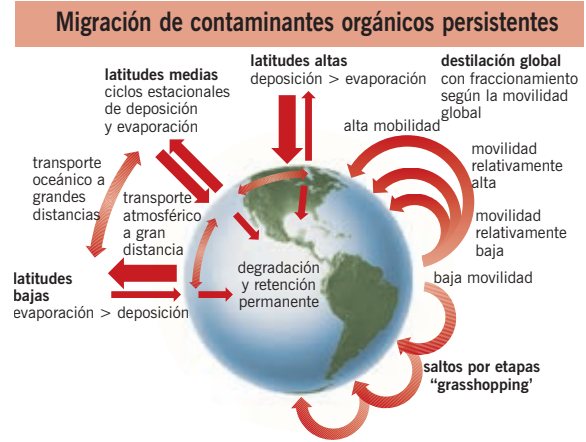 Migración de contaminantes orgánicos persistentes
latitudes medias
ciclos estacionales
de deposición
y evaporación
latitudes altas
deposición > evaporación
destilación global
con fraccionamiento
según la movilidad
global
alta mobilidad
movilidad
relativamente
alta
movilidad
relativamente
baja
baja movilidad
transporte
oceánico a
grandes
distancias
transporte
atmosférico
a gran
distancia
latitudes
bajas
evaporación > deposición
degradación
y retención
permanente
saltos por etapas
“grasshopping’